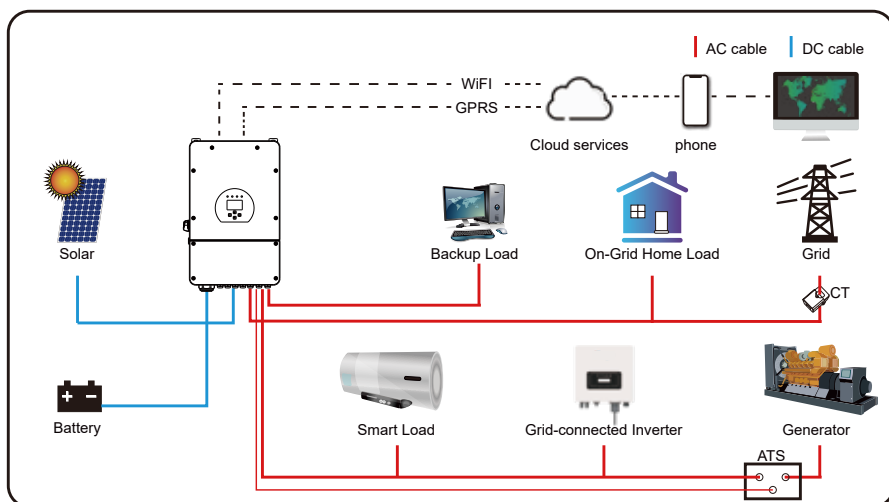 AC cable
DC cable
WiFI
GPRS
Cloud services
phone
Solar
Backup Load
On-Grid Home Load
Grid
CT
Battery
Smart Load
Grid-connected Inverter
Generator
ATS